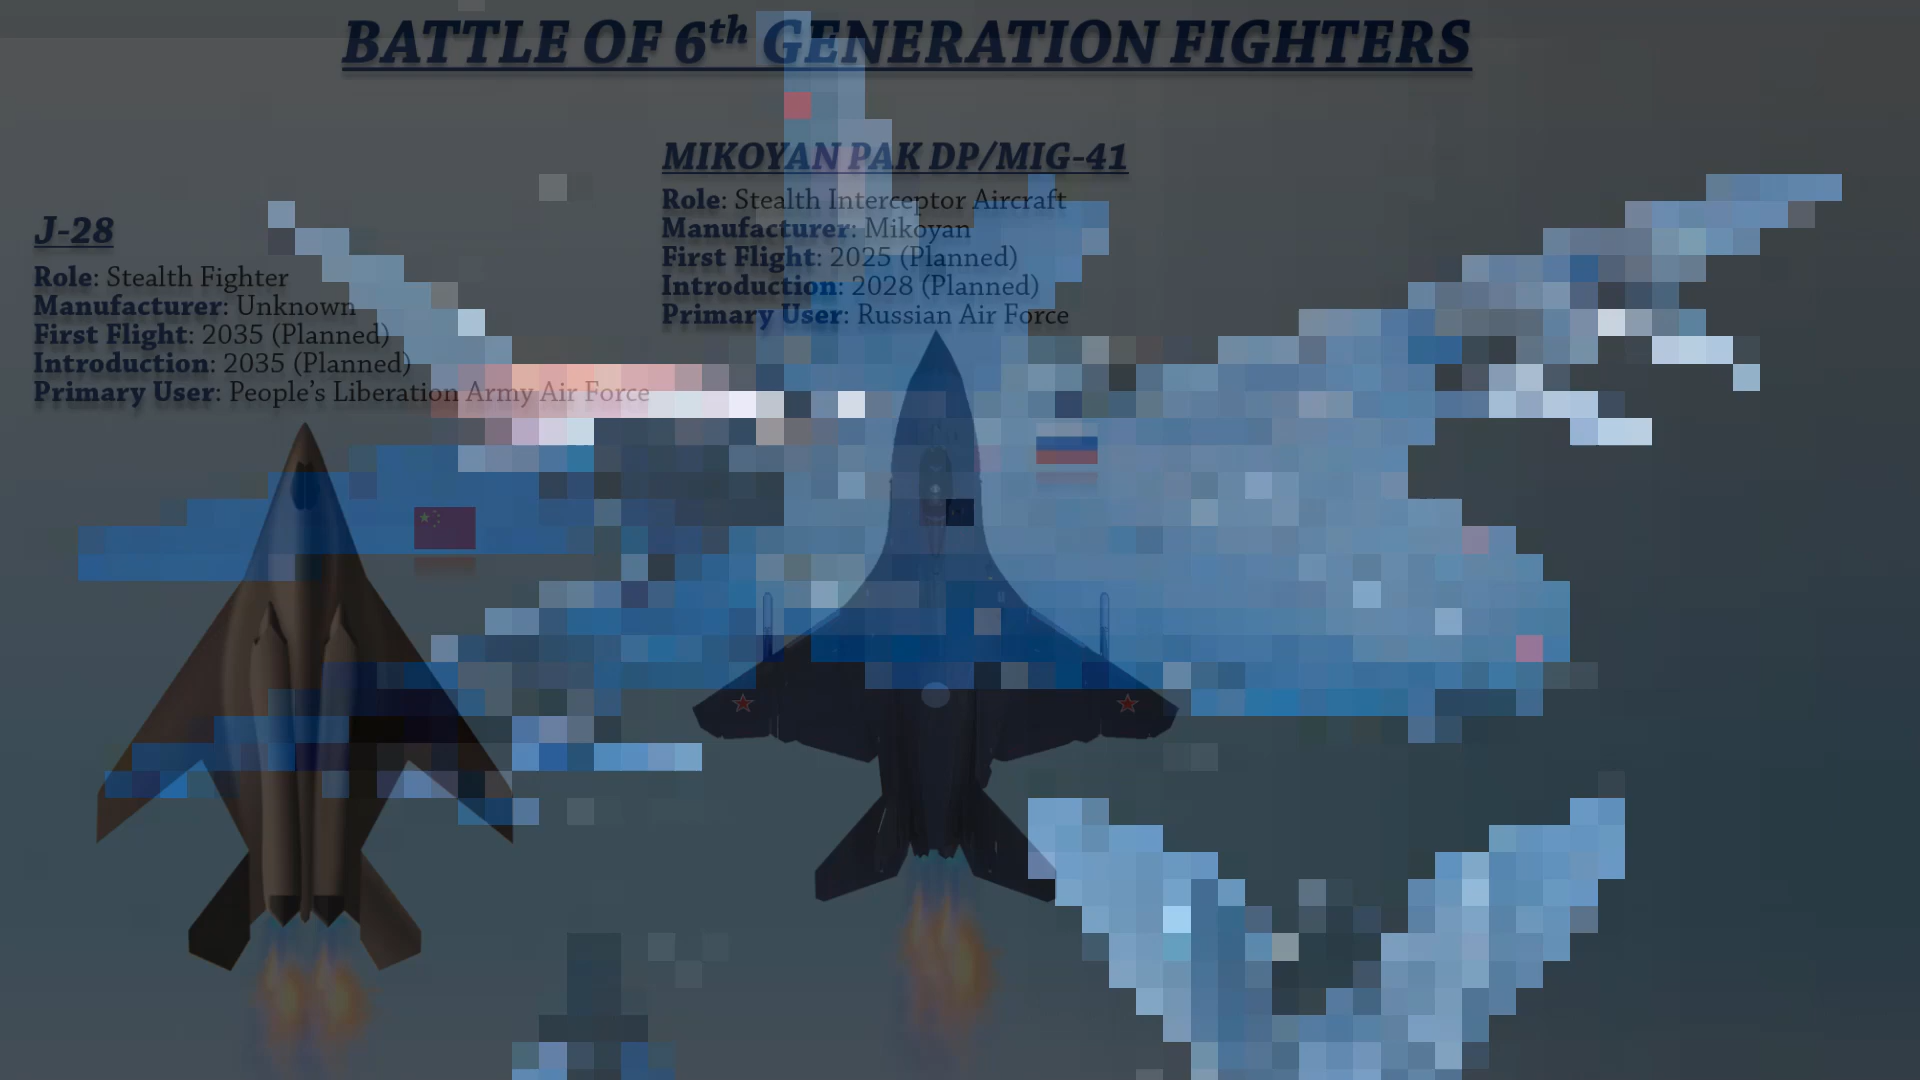 BATTLE OF 6th GENERATION FIGHTERS
MIKOYAN PAK DP/MIG-41
Role: Stealth Interceptor Aircraft
Manufacturer: Mikoyan
First Flight: 2025 (Planned)
Introduction: 2028 (Planned)
Primary User: Russian Air Force
J-28
Role: Stealth Fighter
Manufacturer: Unknown
First Flight: 2035 (Planned)
Introduction: 2035 (Planned)
Primary User: People's Liberation Army Air Force